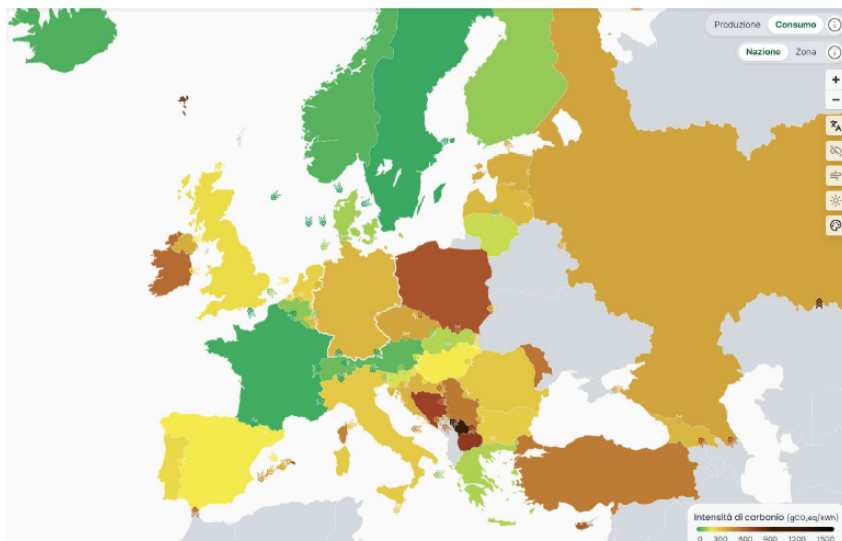 Produzione Consumo
Nazione Zona
+
−
Intensità di carbonio (gCO₂eq/kWh)
0 300 600 900 1200 1500